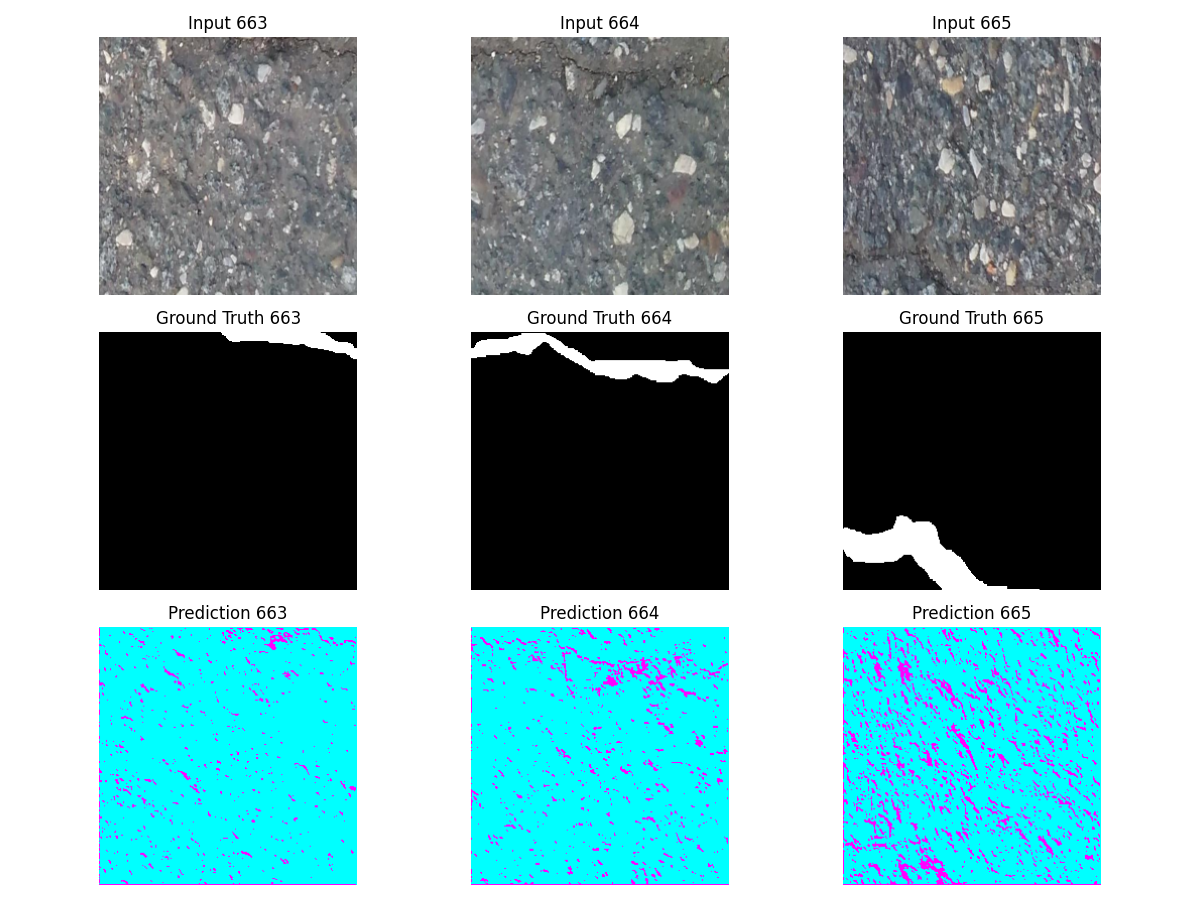 Input 663
Input 664
Input 665
Ground Truth 663
Ground Truth 664
Ground Truth 665
Prediction 663
Prediction 664
Prediction 665